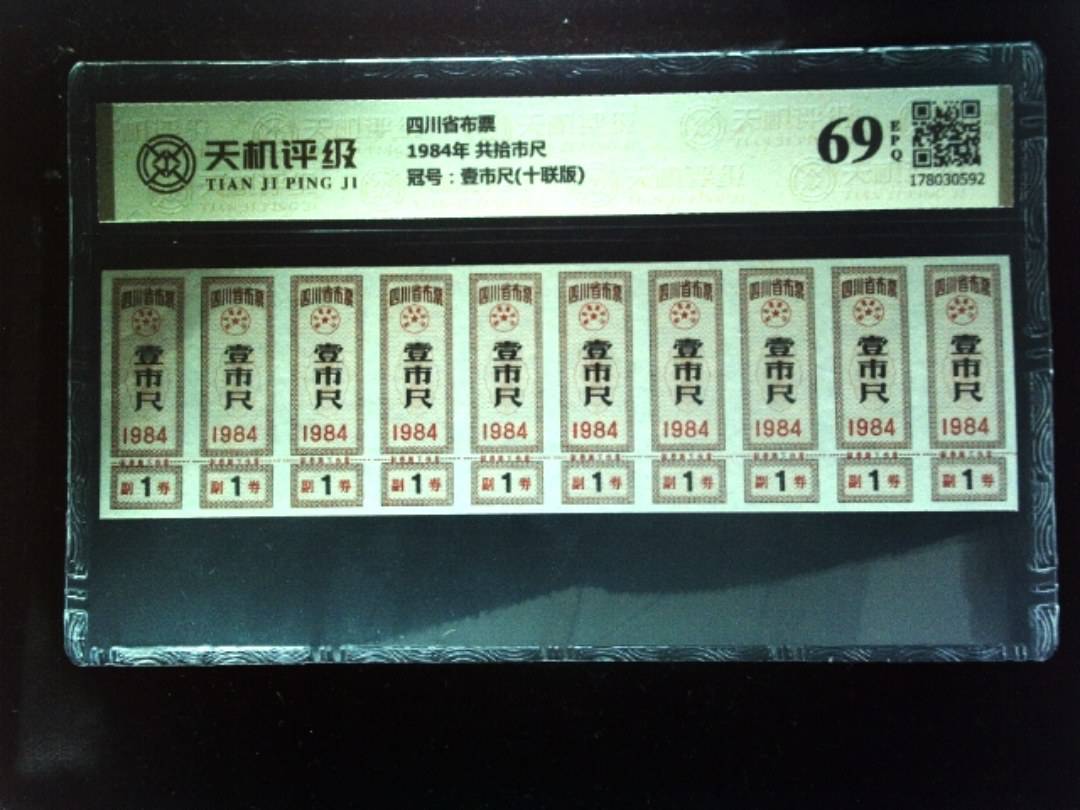 天机评级
TIAN JI PING JI
四川省布票
1984年 共拾市尺
冠号：壹市尺(十联版)
69
EPQ
178030592
四川省布票 四川省布票 四川省布票 四川省布票 四川省布票 四川省布票 四川省布票 四川省布票 四川省布票 四川省布票
壹市尺 壹市尺 壹市尺 壹市尺 壹市尺 壹市尺 壹市尺 壹市尺 壹市尺 壹市尺
1984 1984 1984 1984 1984 1984 1984 1984 1984 1984
副1券 副1券 副1券 副1券 副1券 副1券 副1券 副1券 副1券 副1券